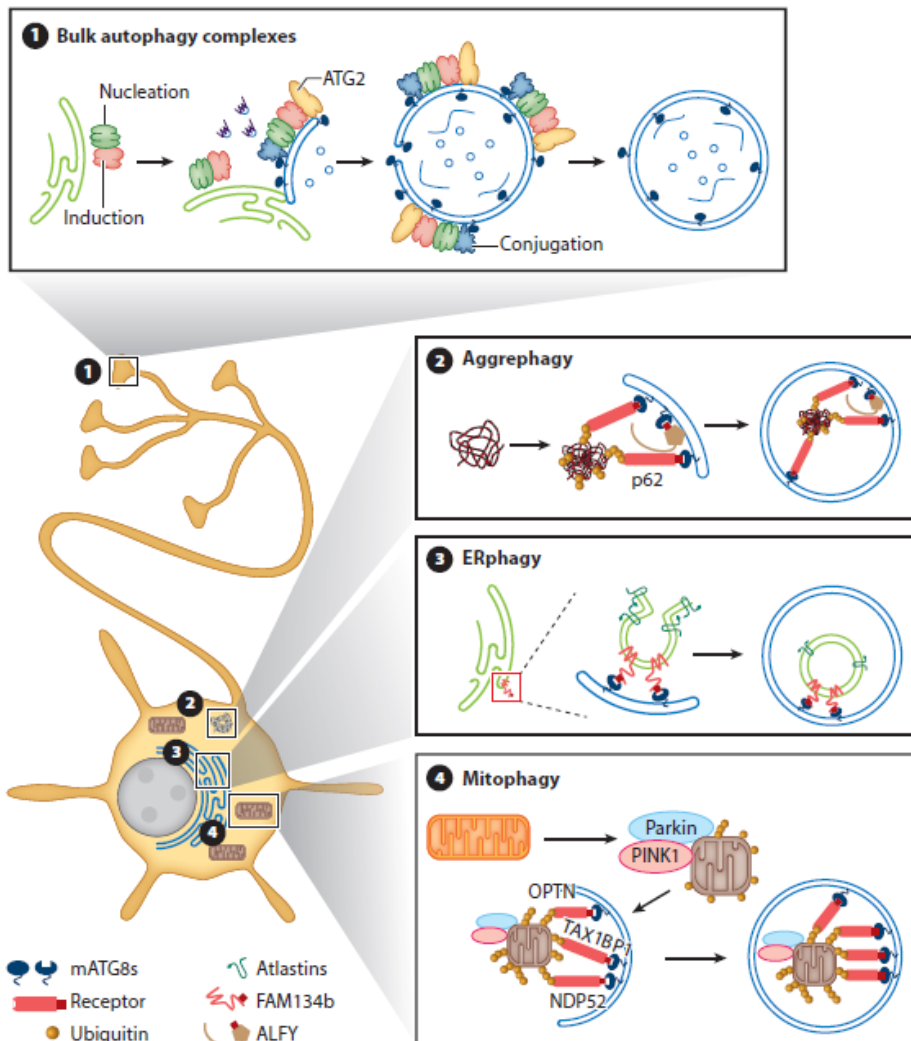 1 Bulk autophagy complexes
ATG2
Nucleation
Induction
Conjugation
1
2 Aggrephagy
p62
3 ERphagy
2
3
4
4 Mitophagy
Parkin
PINK1
OPTN
TAX1BP1
NDP52
mATG8s
Atlastins
Receptor
FAM134b
Ubiquitin
ALFY